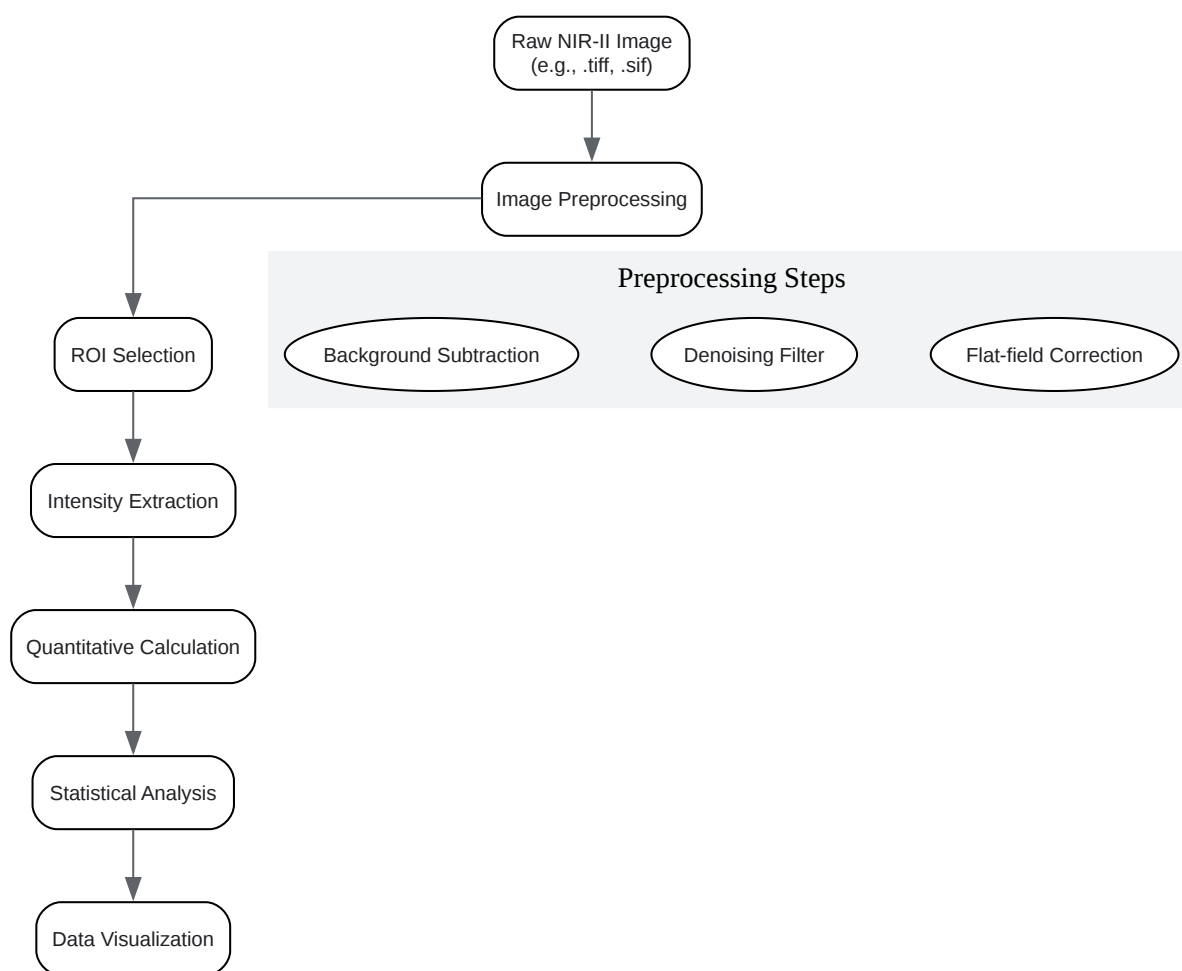 Raw NIR-II Image
(e.g., .tiff, .sif)
Image Preprocessing
Preprocessing Steps
ROI Selection
Background Subtraction
Denoising Filter
Flat-field Correction
Intensity Extraction
Quantitative Calculation
Statistical Analysis
Data Visualization